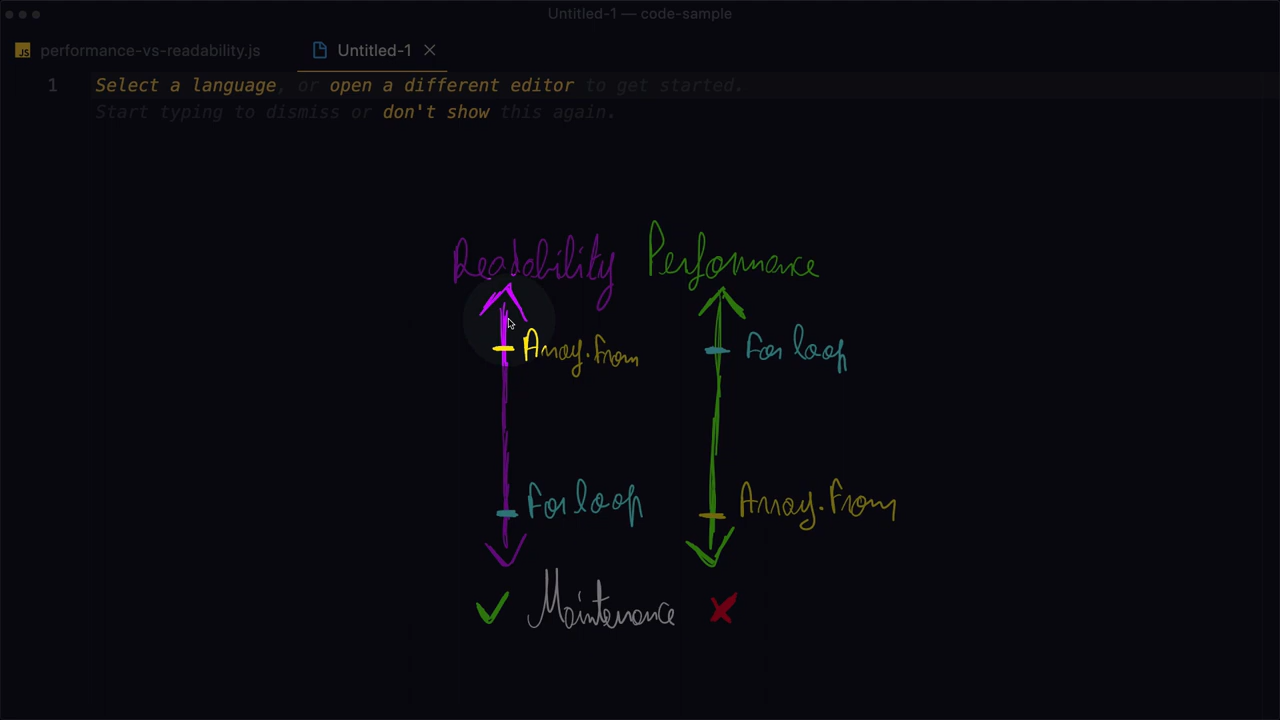 Untitled-1 — code-sample
JS performance-vs-readability.js Untitled-1
1 Select a language, or open a different editor to get started.
Start typing to dismiss or don't show this again.
Readability Performance
Array.from For loop
For loop Array.from
Maintenance